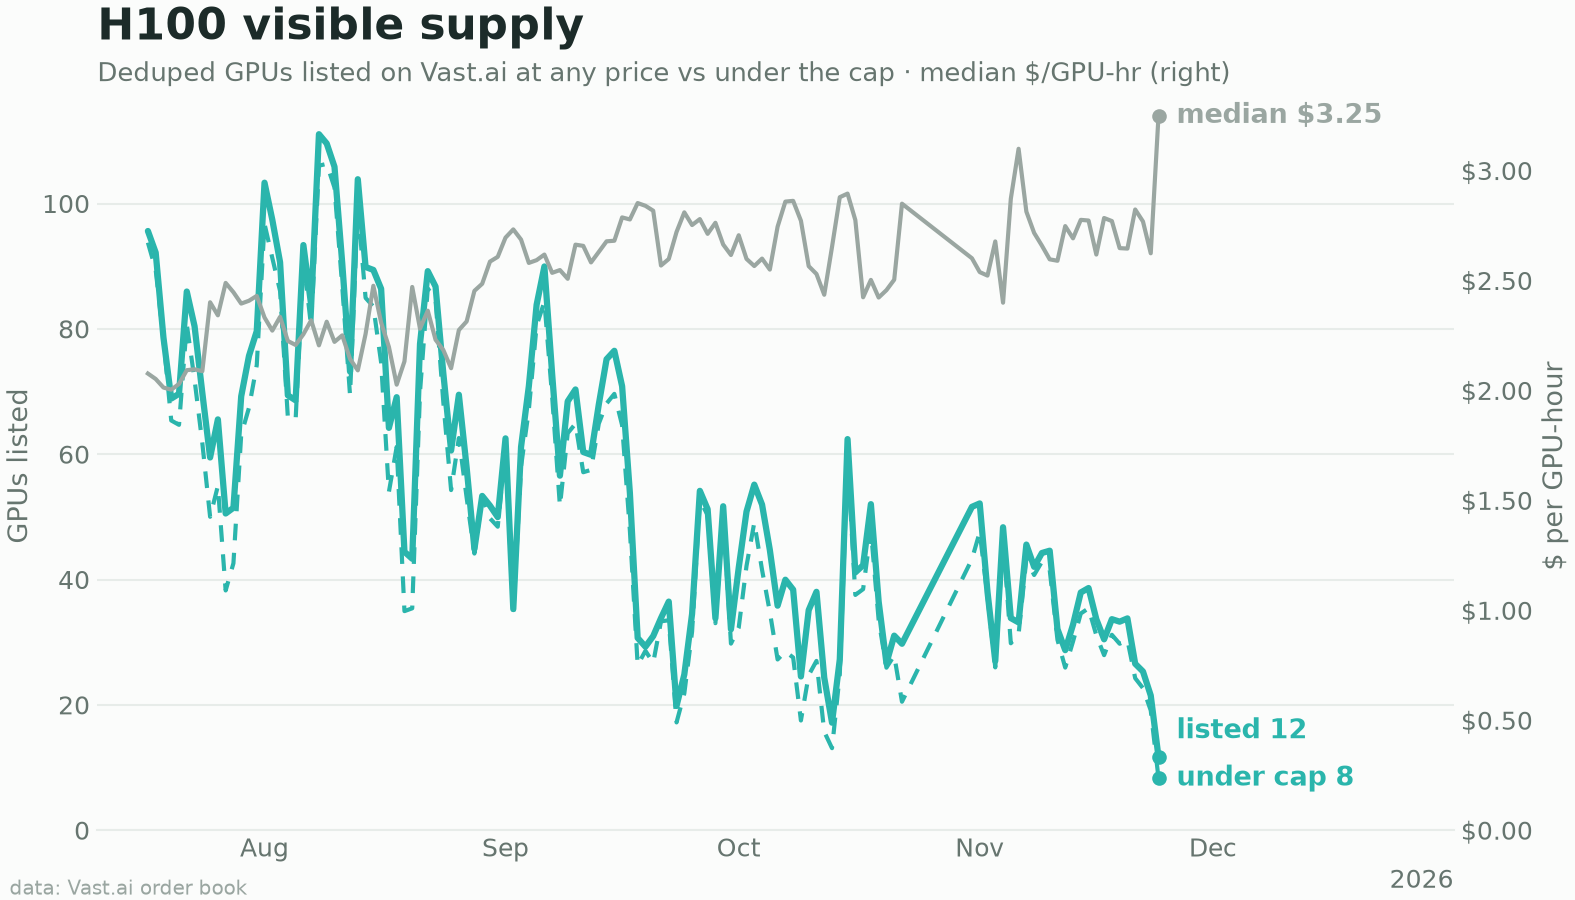 H100 visible supply
Deduped GPUs listed on Vast.ai at any price vs under the cap · median $/GPU-hr (right)
median $3.25
GPUs listed
100
80
60
40
20
0
$3.00
$2.50
$2.00
$1.50
$1.00
$0.50
$0.00
$ per GPU-hour
listed 12
under cap 8
Aug Sep Oct Nov Dec
2026
data: Vast.ai order book